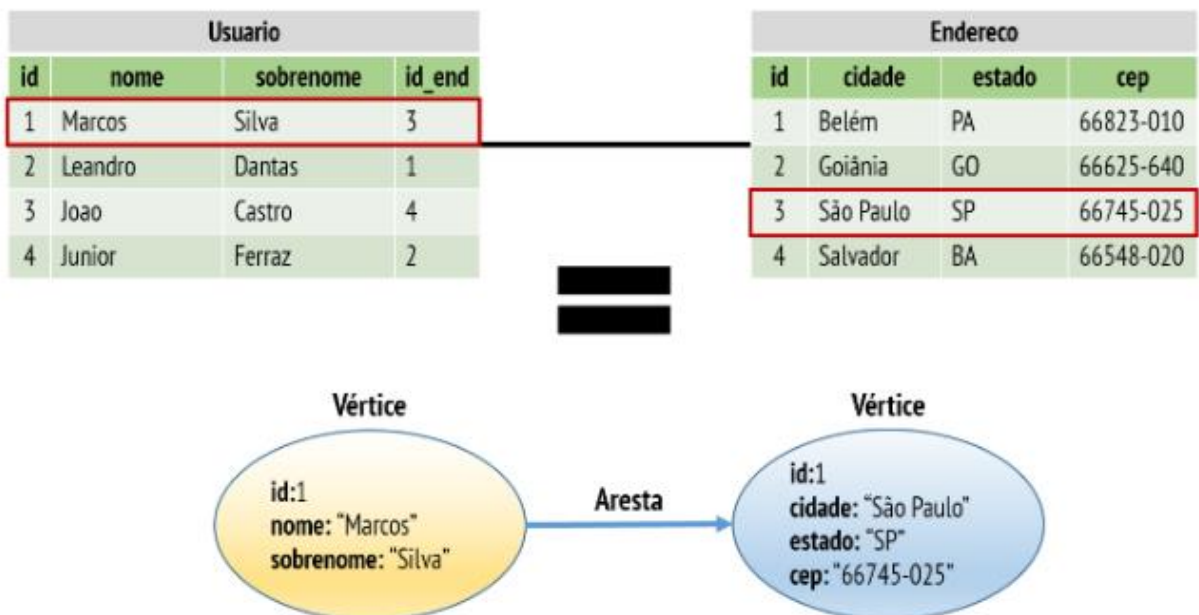 Usuario
id nome sobrenome id_end
1 Marcos Silva 3
2 Leandro Dantas 1
3 Joao Castro 4
4 Junior Ferraz 2
Endereco
id cidade estado cep
1 Belém PA 66823-010
2 Goiânia GO 66625-640
3 São Paulo SP 66745-025
4 Salvador BA 66548-020
Vértice
id:1
nome: "Marcos"
sobrenome: "Silva"
Aresta
Vértice
id:1
cidade: "São Paulo"
estado: "SP"
cep:"66745-025"